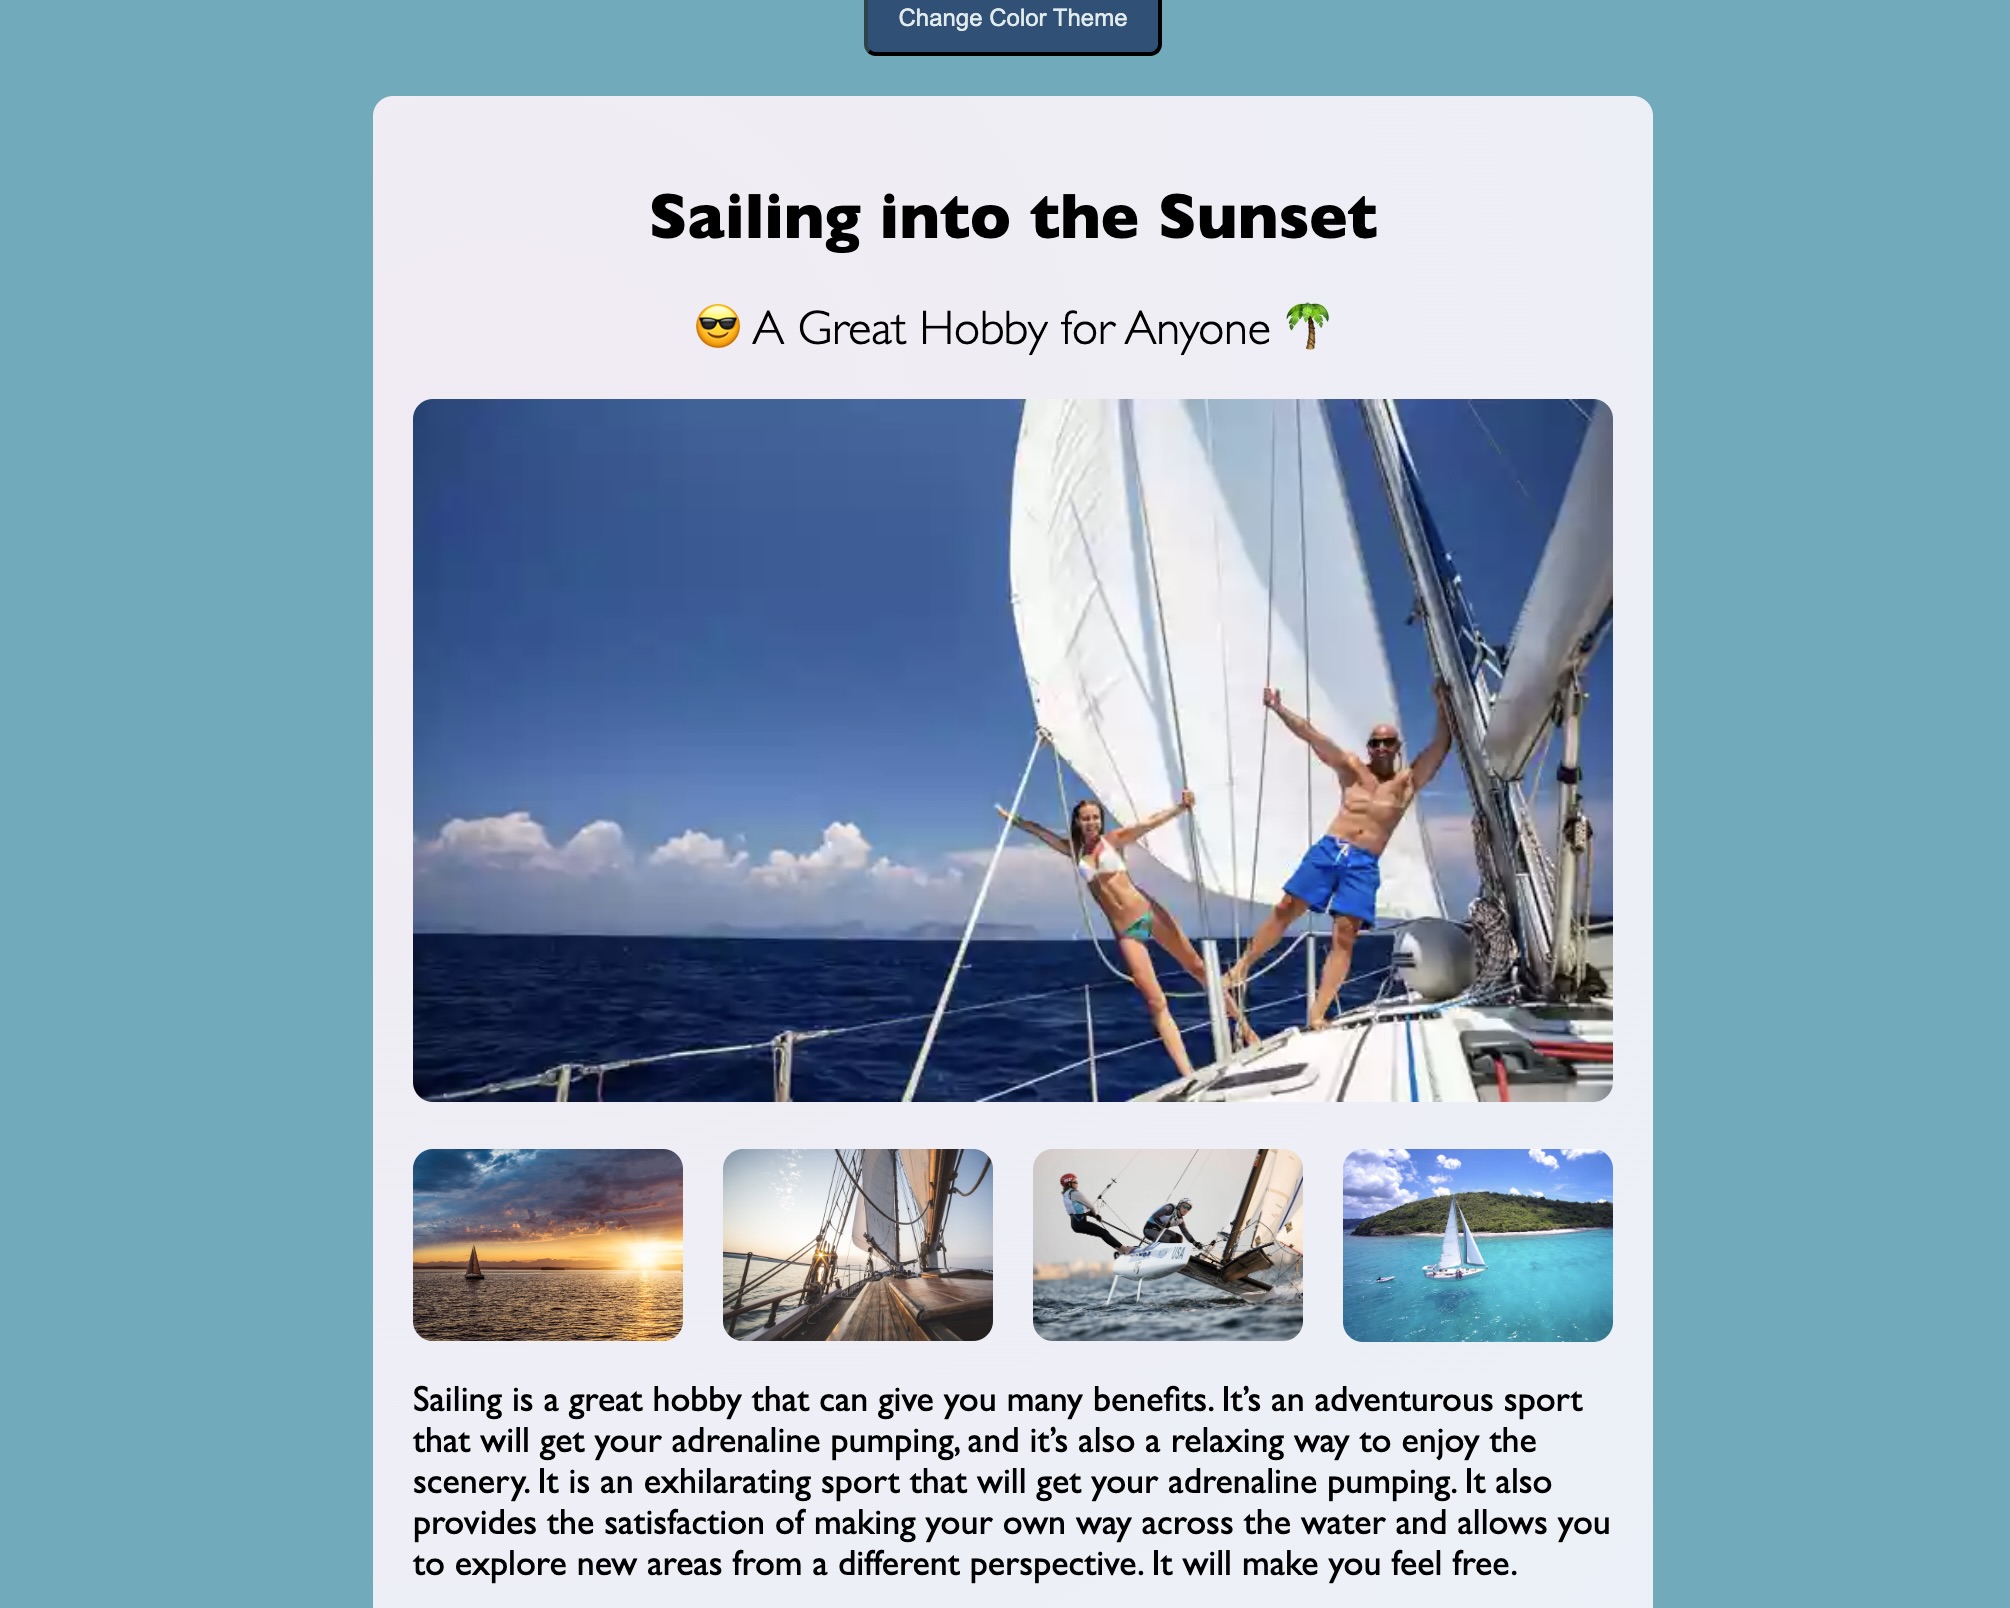 Change Color Theme
Sailing into the Sunset
😎 A Great Hobby for Anyone 🌴
USA
Sailing is a great hobby that can give you many benefits. It’s an adventurous sport
that will get your adrenaline pumping, and it’s also a relaxing way to enjoy the
scenery. It is an exhilarating sport that will get your adrenaline pumping. It also
provides the satisfaction of making your own way across the water and allows you
to explore new areas from a different perspective. It will make you feel free.